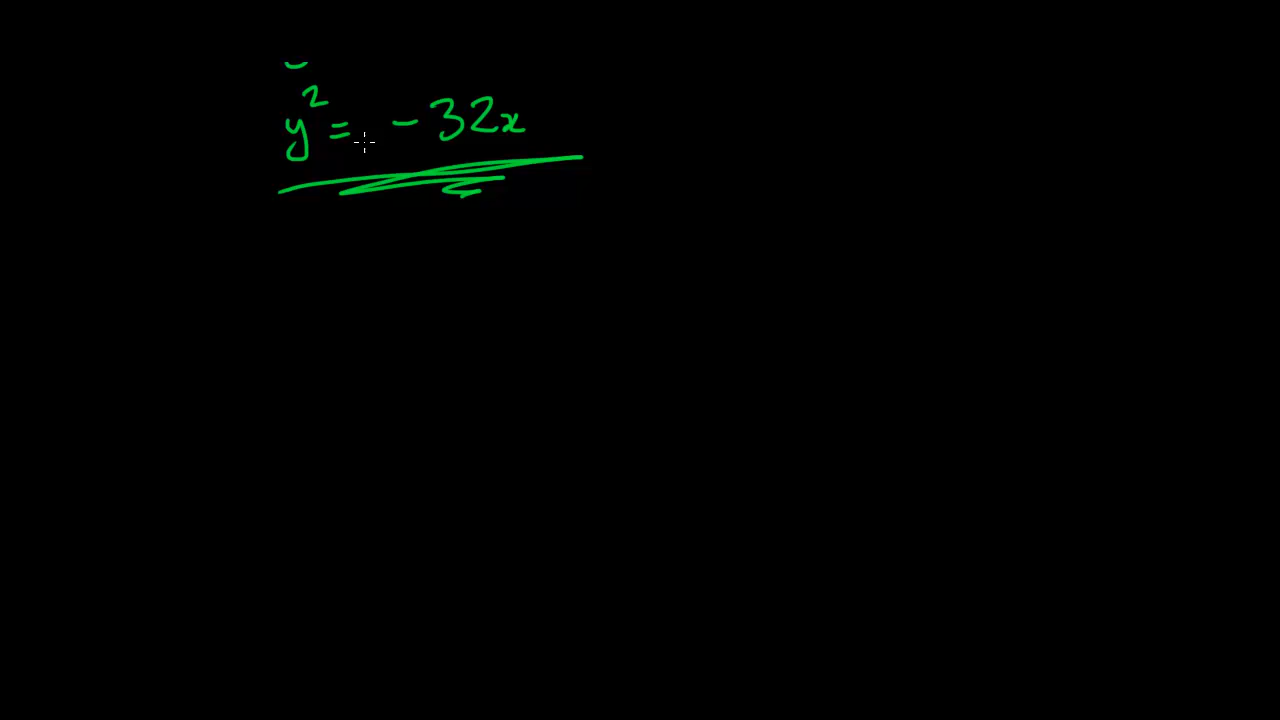 y² = -32x